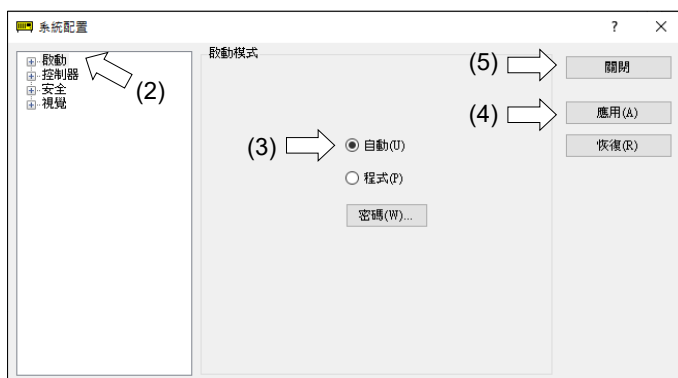 系統配置
? ×
啟動
控制器
安全
視覺
(2)
啟動模式
(3)
自動(U)
程式(P)
密碼(W)...
(5)
關閉
(4)
應用(A)
恢復(R)